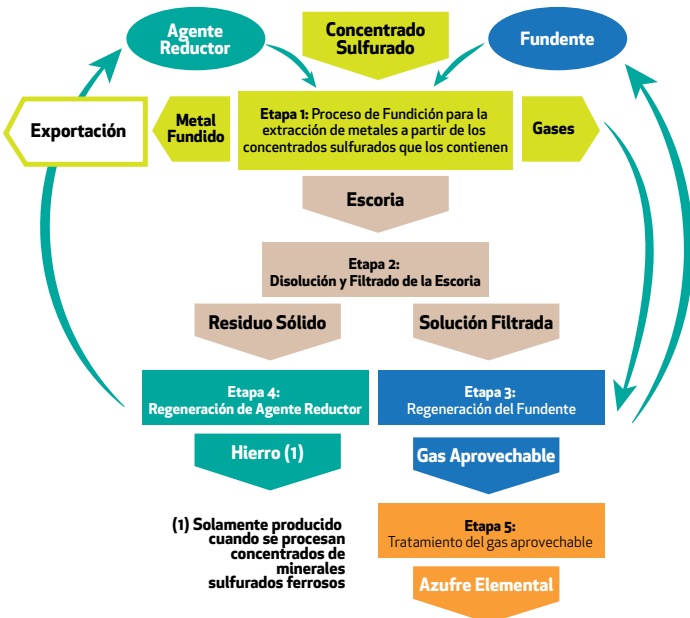 Agente
Reductor
Concentrado
Sulfurado
Fundente
Exportación
Metal
Fundido
Etapa 1: Proceso de Fundición para la
extracción de metales a partir de los
concentrados sulfurados que los contienen
Gases
Escoria
Etapa 2:
Disolución y Filtrado de la Escoria
Residuo Sólido
Solución Filtrada
Etapa 4:
Regeneración de Agente Reductor
Etapa 3:
Regeneración del Fundente
Hierro (1)
Gas Aprovechable
(1) Solamente producido
cuando se procesan
concentrados de
minerales
sulfurados ferrosos
Etapa 5:
Tratamiento del gas aprovechable
Azufre Elemental